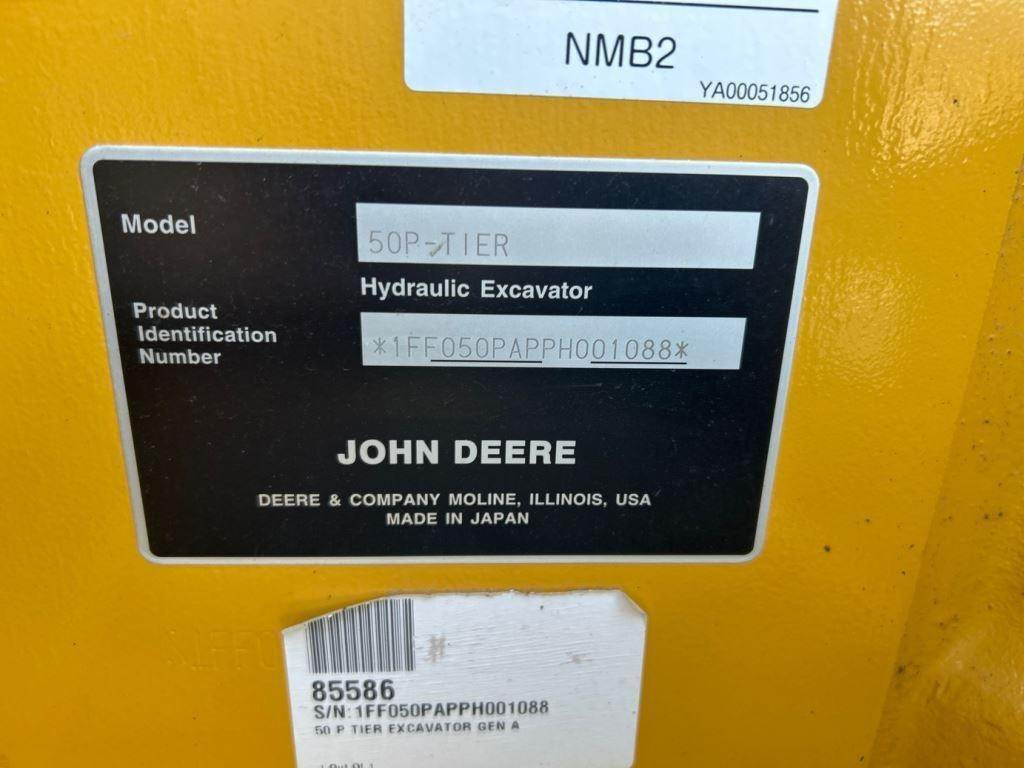 NMB2
YA00051856
Model
50P-TIER
Hydraulic Excavator
Product
Identification
Number
*1FF050PAPPH001088*
JOHN DEERE
DEERE & COMPANY MOLINE, ILLINOIS, USA
MADE IN JAPAN
85586
S/N:1FF050PAPPH001088
50 P TIER EXCAVATOR GEN A